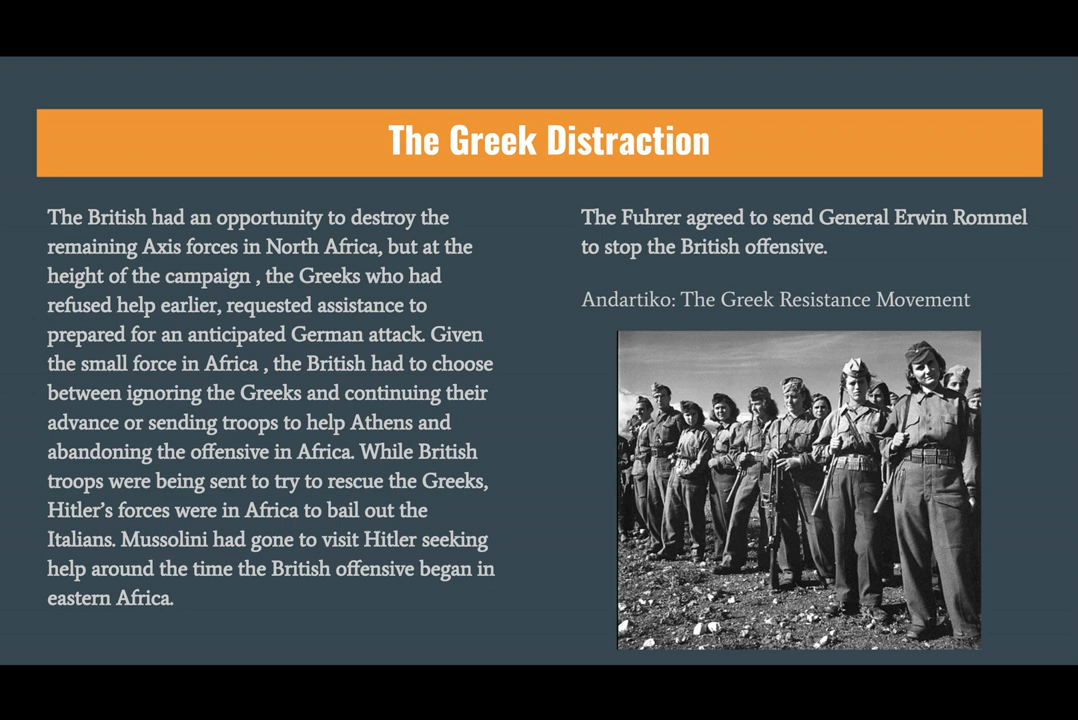 The Greek Distraction
The British had an opportunity to destroy the
remaining Axis forces in North Africa, but at the
height of the campaign , the Greeks who had
refused help earlier, requested assistance to
prepared for an anticipated German attack. Given
the small force in Africa , the British had to choose
between ignoring the Greeks and continuing their
advance or sending troops to help Athens and
abandoning the offensive in Africa. While British
troops were being sent to try to rescue the Greeks,
Hitler’s forces were in Africa to bail out the
Italians. Mussolini had gone to visit Hitler seeking
help around the time the British offensive began in
eastern Africa.
The Fuhrer agreed to send General Erwin Rommel
to stop the British offensive.
Andartiko: The Greek Resistance Movement